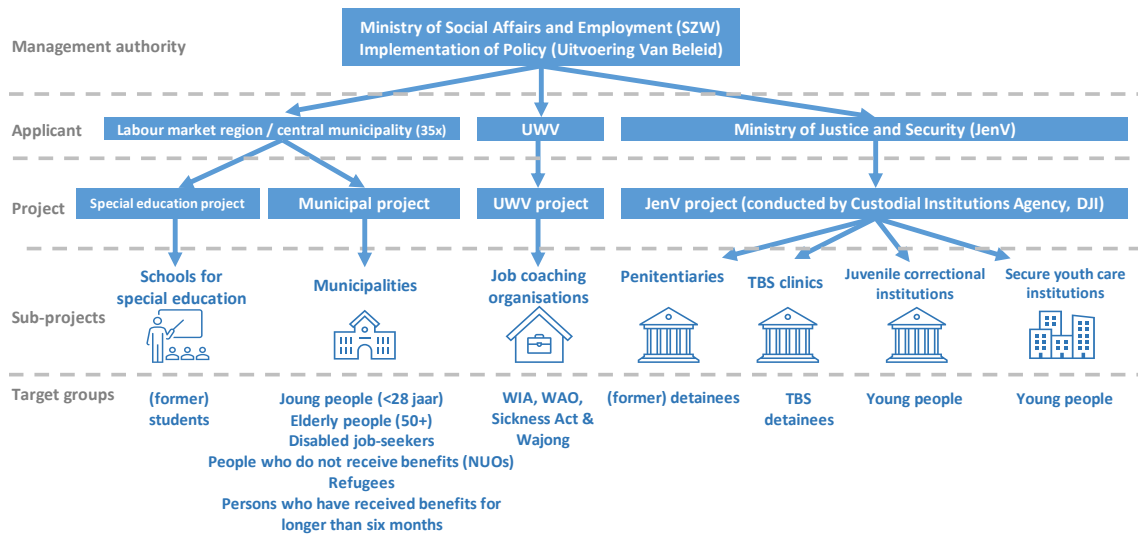 Management authority
Ministry of Social Affairs and Employment (SZW)
Implementation of Policy (Uitvoering Van Beleid)
Applicant
Labour market region / central municipality (35x)
UWV
Ministry of Justice and Security (JenV)
Project
Special education project
Municipal project
UWV project
JenV project (conducted by Custodial Institutions Agency, DJI)
Sub-projects
Schools for
special education
Municipalities
Job coaching
organisations
Penitentiaries
TBS clinics
Juvenile correctional
institutions
Secure youth care
institutions
Target groups
(former)
students
Joung people (<28 jaar)
Elderly people (50+)
Disabled job-seekers
People who do not receive benefits (NUOs)
Refugees
Persons who have received benefits for
longer than six months
WIA, WAO,
Sickness Act &
Wajong
(former) detainees
TBS
detainees
Young people
Young people